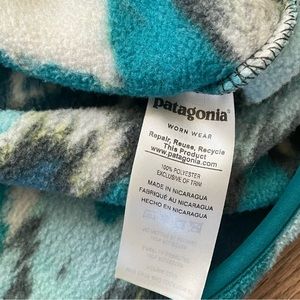 patagonia
WORN WEAR
Repair, Reuse, Recycle
This Product
www.patagonia.com
100% POLYESTER
EXCLUSIVE OF TRIM
MADE IN NICARAGUA
FABRIQUÉ AU NICARAGUA
HECHO EN NICARAGUA